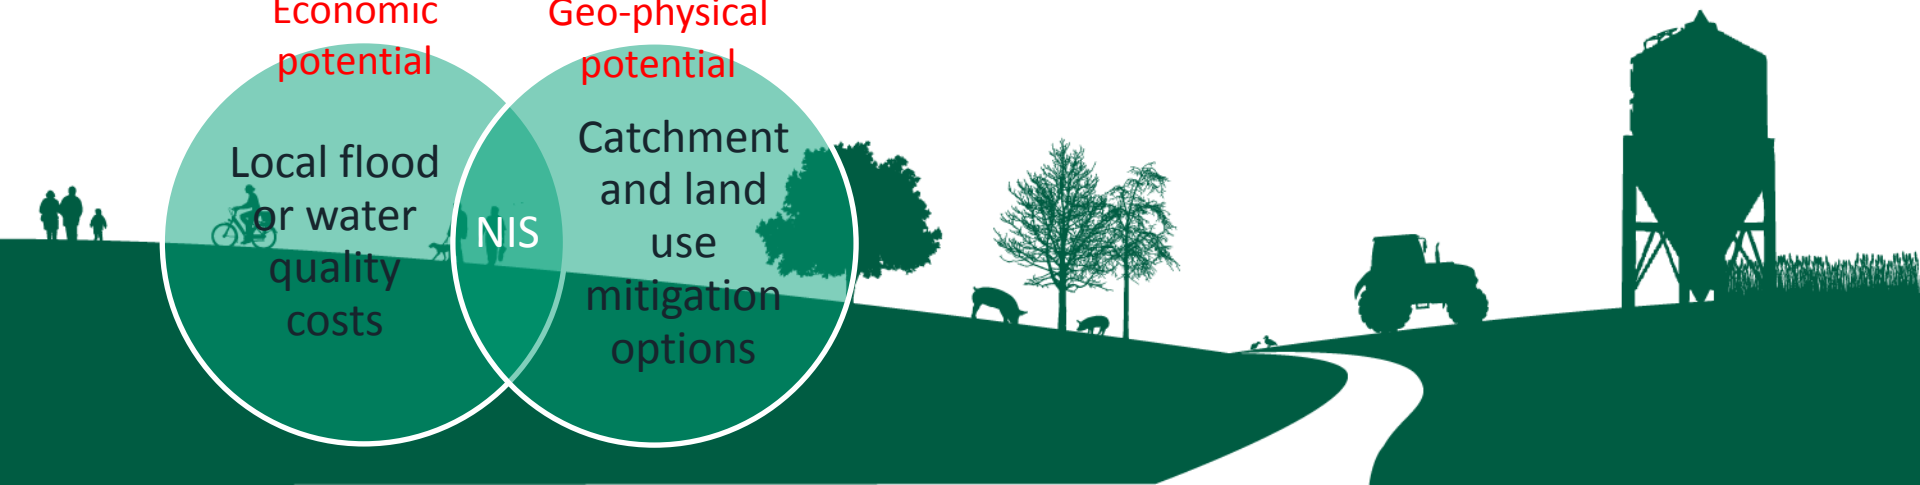 Economic
potential
Geo-physical
potential
Local flood
or water
quality
costs
NIS
Catchment
and land
use
mitigation
options